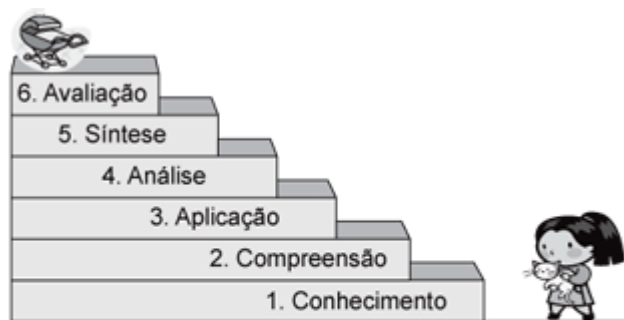 6. Avaliação
5. Síntese
4. Análise
3. Aplicação
2. Compreensão
1. Conhecimento